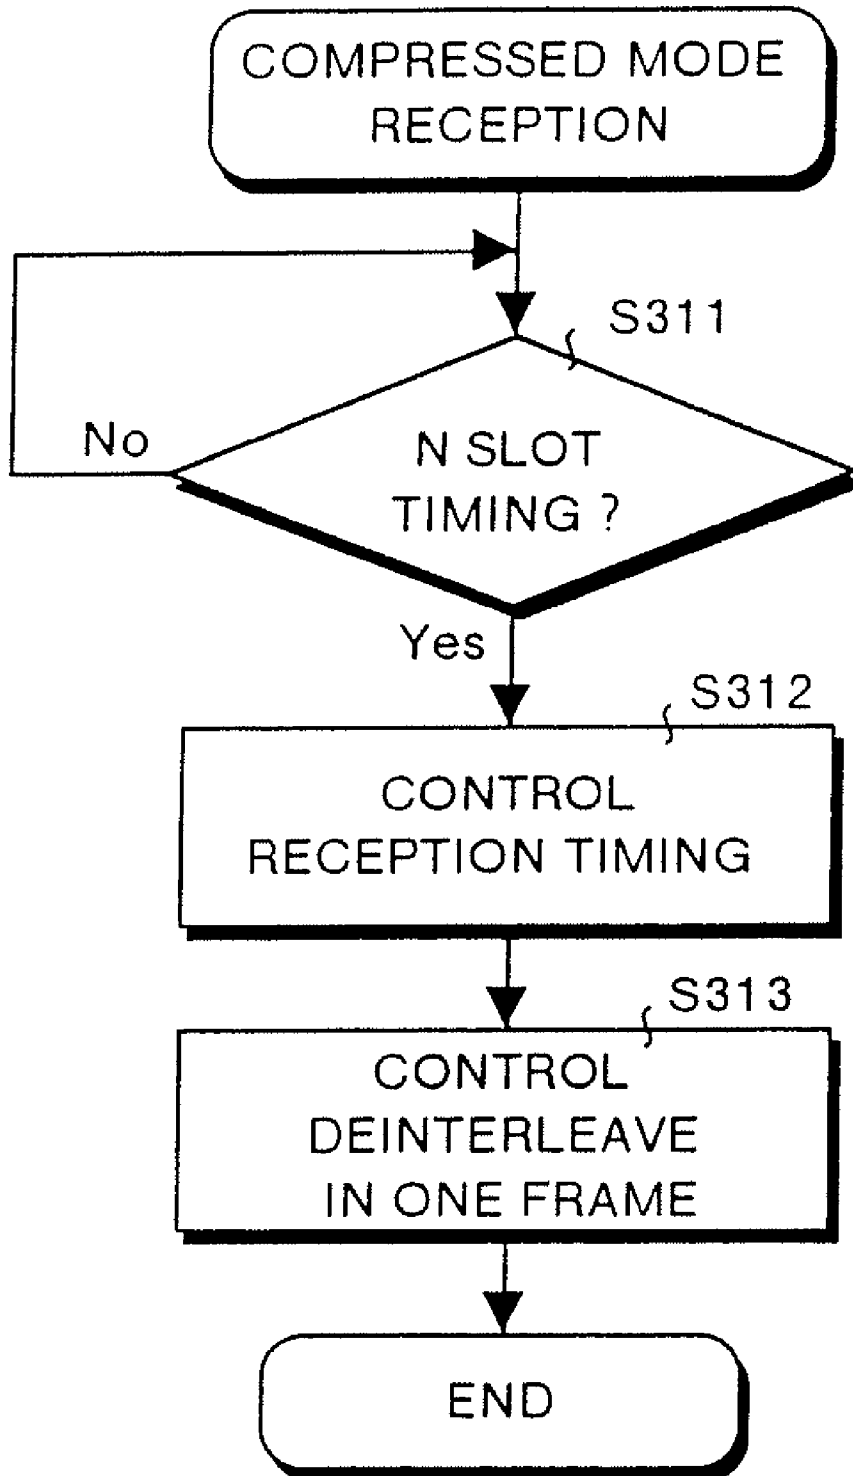 COMPRESSED MODE
RECEPTION
S311
No
N SLOT
TIMING ?
Yes
S312
CONTROL
RECEPTION TIMING
S313
CONTROL
DEINTERLEAVE
IN ONE FRAME
END